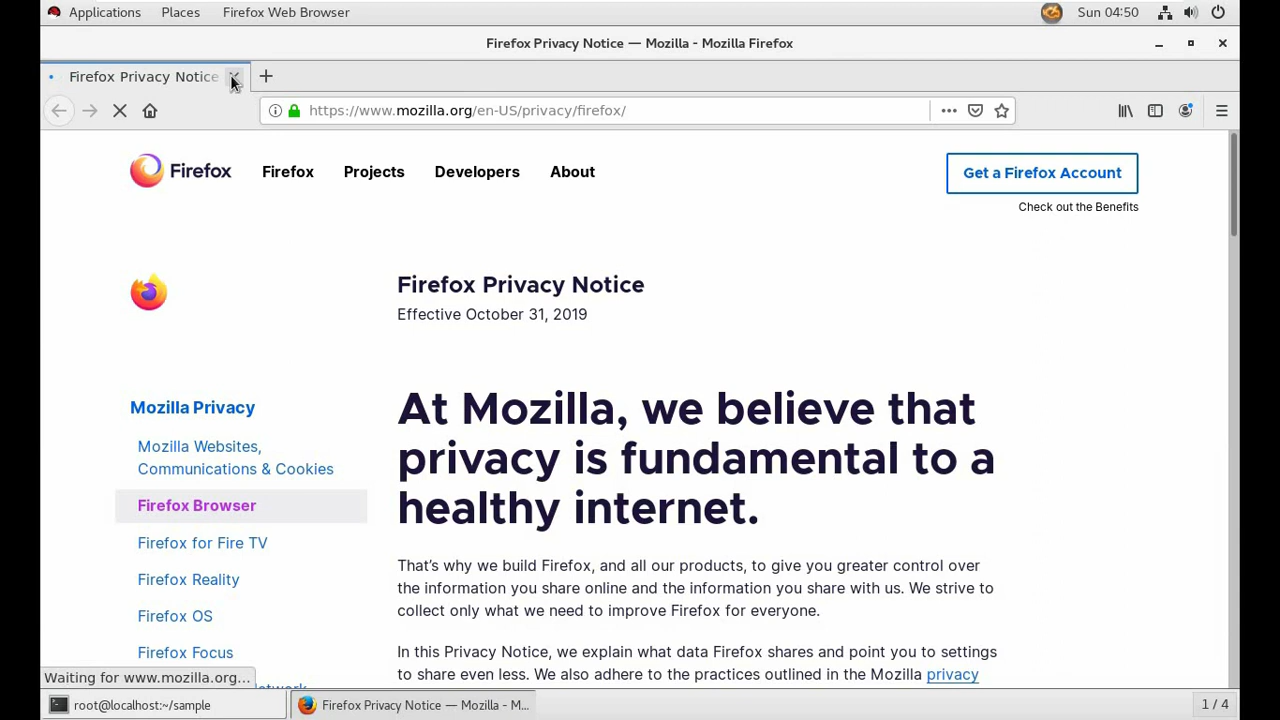 Applications Places Firefox Web Browser Sun 04:50
Firefox Privacy Notice — Mozilla - Mozilla Firefox
Firefox Privacy Notice
https://www.mozilla.org/en-US/privacy/firefox/
Firefox Firefox Projects Developers About Get a Firefox Account
Check out the Benefits
Firefox Privacy Notice
Effective October 31, 2019
Mozilla Privacy
Mozilla Websites,
Communications & Cookies
Firefox Browser
Firefox for Fire TV
Firefox Reality
Firefox OS
Firefox Focus
At Mozilla, we believe that
privacy is fundamental to a
healthy internet.
That’s why we build Firefox, and all our products, to give you greater control over
the information you share online and the information you share with us. We strive to
collect only what we need to improve Firefox for everyone.
In this Privacy Notice, we explain what data Firefox shares and point you to settings
to share even less. We also adhere to the practices outlined in the Mozilla privacy
Waiting for www.mozilla.org...
root@localhost:~/sample Firefox Privacy Notice — Mozilla - M... 1 / 4